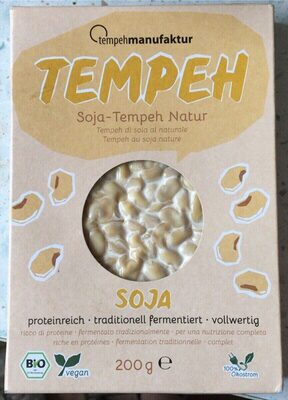 tempehmanufaktur
TEMPEH
Soja-Tempeh Natur
Tempeh di soia al naturale
Tempeh au soja nature
SOJA
proteinreich · traditionell fermentiert · vollwertig
ricco di proteine · fermentato tradizionalmente · per una nutrizione completa
riche en protéines · fermentation traditionnelle · complet
BIO
vegan
200 g e
100% Ökostrom